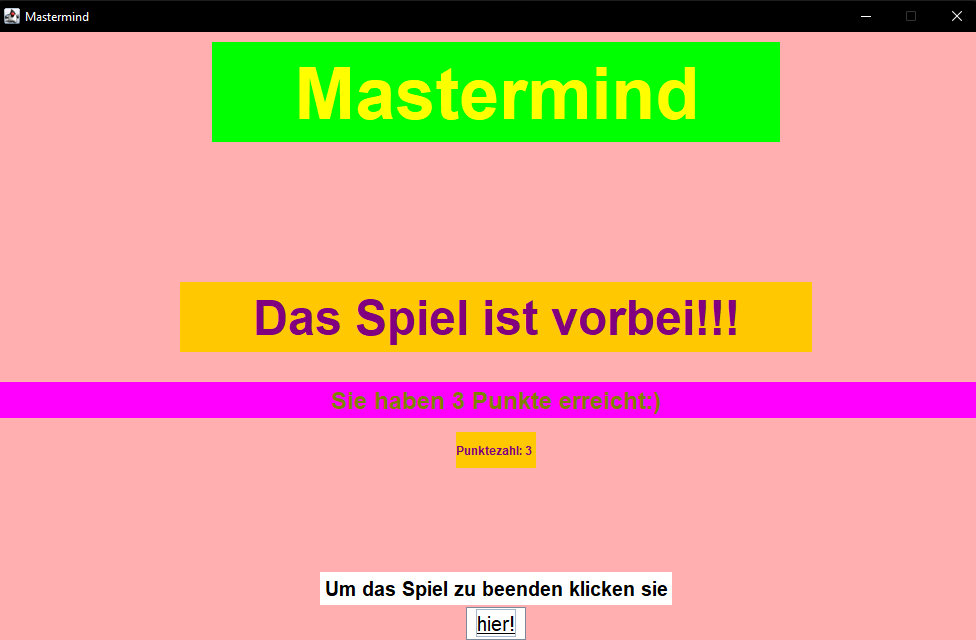 Mastermind
Mastermind
Das Spiel ist vorbei!!!
Sie haben 3 Punkte erreicht:)
Punktezahl: 3
Um das Spiel zu beenden klicken sie
hier!